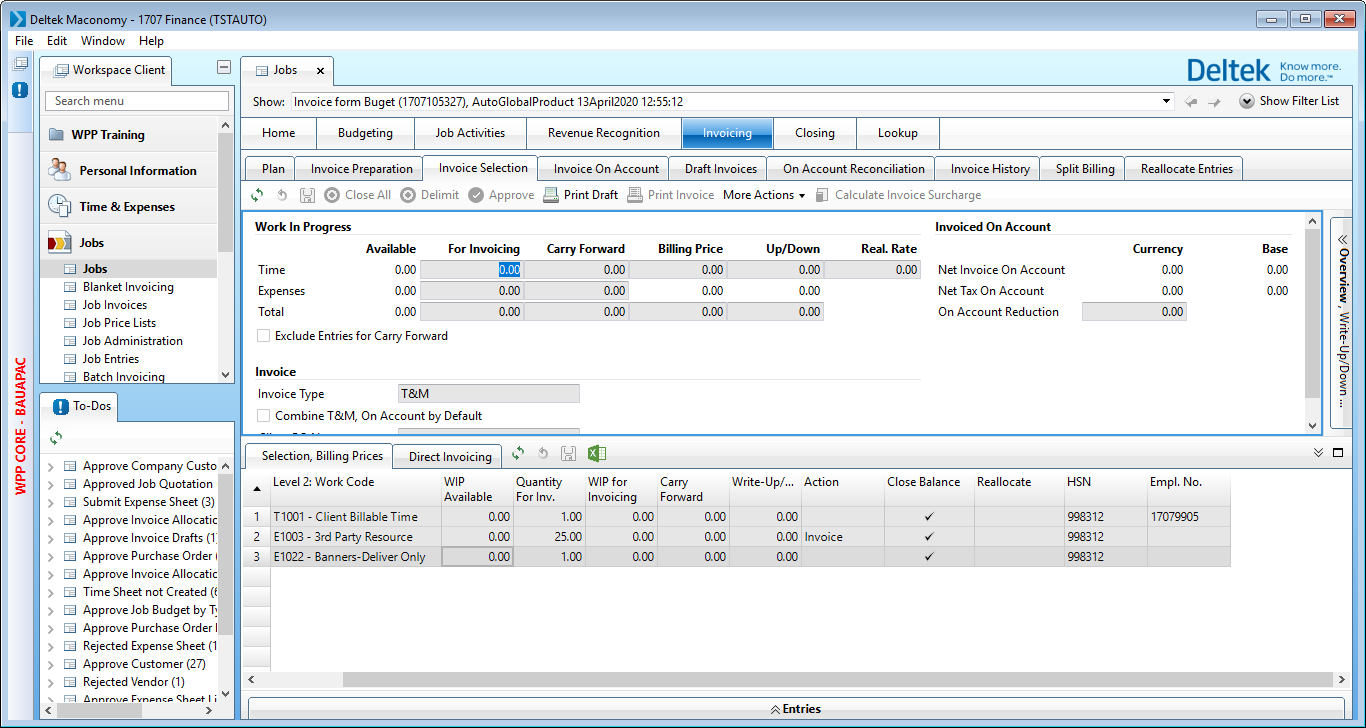 Deltek Maconomy - 1707 Finance (TSTAUTO)
File Edit Window Help
Workspace Client
Search menu
WPP Training
Personal Information
Time & Expenses
Jobs
Jobs
Blanket Invoicing
Job Invoices
Job Price Lists
Job Administration
Job Entries
Batch Invoicing
WPP CORE - BAUAPAC
To-Dos
Approve Company Custo
Approved Job Quotation
Submit Expense Sheet (3)
Approve Invoice Allocatic
Approve Invoice Drafts (1
Approve Purchase Order (
Approve Invoice Allocatic
Time Sheet not Created (6
Approve Job Budget by Ty
Approve Purchase Order I
Rejected Expense Sheet (1
Approve Customer (27)
Rejected Vendor (1)
Approve Expense Sheet Li
Jobs
Deltek Know more. Do more.™
Show: Invoice form Buget (1707105327), AutoGlobalProduct 13April2020 12:55:12 Show Filter List
Home Budgeting Job Activities Revenue Recognition Invoicing Closing Lookup
Plan Invoice Preparation Invoice Selection Invoice On Account Draft Invoices On Account Reconciliation Invoice History Split Billing Reallocate Entries
Close All Delimit Approve Print Draft Print Invoice More Actions Calculate Invoice Surcharge
Work In Progress
Available For Invoicing Carry Forward Billing Price Up/Down Real. Rate
Time 0.00 0.00 0.00 0.00 0.00 0.00
Expenses 0.00 0.00 0.00 0.00 0.00
Total 0.00 0.00 0.00 0.00 0.00
Exclude Entries for Carry Forward
Invoice
Invoice Type T&M
Combine T&M, On Account by Default
Invoiced On Account
Currency Base
Net Invoice On Account 0.00 0.00
Net Tax On Account 0.00 0.00
On Account Reduction 0.00
Overview, Write-Up/Down ...
Selection, Billing Prices Direct Invoicing
Level 2: Work Code WIP Available Quantity For Inv. WIP for Invoicing Carry Forward Write-Up/... Action Close Balance Reallocate HSN Empl. No.
1 T1001 - Client Billable Time 0.00 1.00 0.00 0.00 0.00 ✓ 998312 17079905
2 E1003 - 3rd Party Resource 0.00 25.00 0.00 0.00 0.00 Invoice ✓ 998312
3 E1022 - Banners-Deliver Only 0.00 1.00 0.00 0.00 0.00 ✓ 998312
Entries